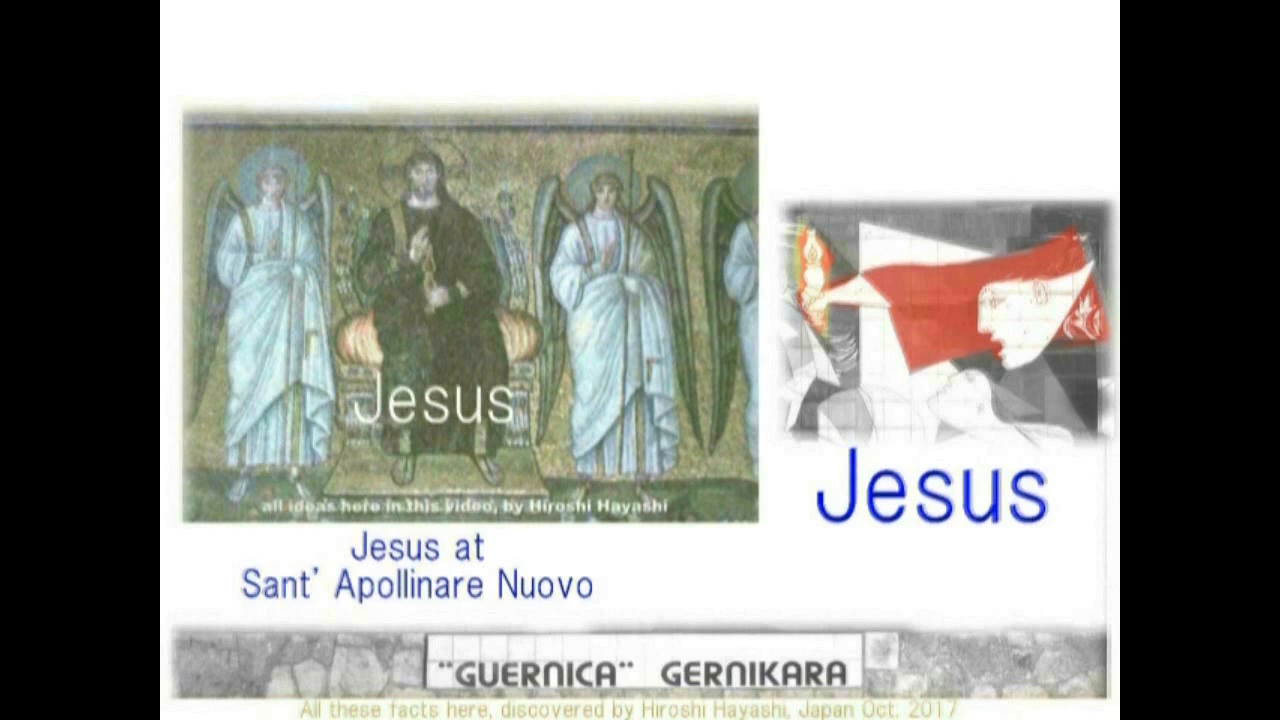 Jesus
all ideas here in this video, by Hiroshi Hayashi
Jesus at
Sant' Apollinare Nuovo
Jesus
"GUERNICA" GERNIKARA
All these facts here, discovered by Hiroshi Hayashi, Japan Oct. 2017